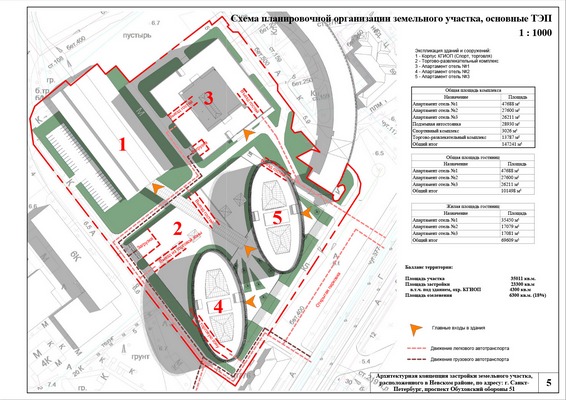 Схема планировочной организации земельного участка, основные ТЭП
1 : 1000
Экспликация зданий и сооружений:
1 - Корпус КГИОП (Спорт, торговля)
2 - Торгово-развлекательный комплекс
3 - Апартамент отель №1
4 - Апартамент отель №2
5 - Апартамент отель №3
Общая площадь комплекса
Назначение Площадь
Апартамент отель №1 47688 м²
Апартамент отель №2 27600 м²
Апартамент отель №3 26211 м²
Подземная автостоянка 28930 м²
Спортивный комплекс 3026 м²
Торгово-развлекательный комплекс 13787 м²
Общий итог 147241 м²
Общая площадь гостиниц
Назначение Площадь
Апартамент отель №1 47688 м²
Апартамент отель №2 27600 м²
Апартамент отель №3 26211 м²
Общий итог 101498 м²
Жилая площадь гостиниц
Назначение Площадь
Апартамент отель №1 35450 м²
Апартамент отель №2 17079 м²
Апартамент отель №3 17081 м²
Общий итог 69609 м²
Баланс территории:
Площадь участка 35011 кв.м.
Площадь застройки 23300 кв.м
в.т.ч. под зданием, окр. КГИОП 4300 кв.м
Площадь озеленения 6300 кв.м. (18%)
Главные входы в здания
Движение легкового автотранспорта
Движение грузового автотранспорта
Архитектурная концепция застройки земельного участка,
расположенного в Невском районе, по адресу: г. Санкт-
Петербург, проспект Обуховский обороны 51
5
пустырь
1
2
3
4
5
Загрузка
грунт
6К
4К